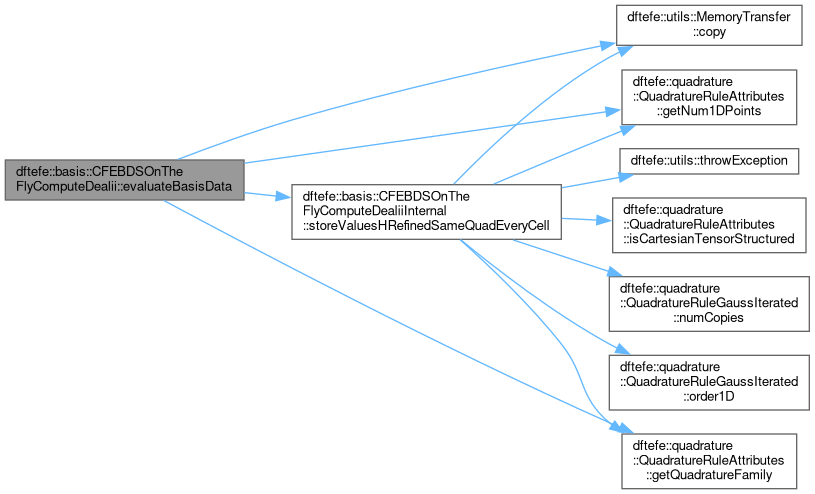 dftefe::basis::CFEBDSOnThe
FlyComputeDealii::evaluateBasisData
dftefe::basis::CFEBDSOnThe
FlyComputeDealiiInternal
::storeValuesHRefinedSameQuadEveryCell
dftefe::utils::MemoryTransfer
::copy
dftefe::quadrature
::QuadratureRuleAttributes
::getNum1DPoints
dftefe::utils::throwException
dftefe::quadrature
::QuadratureRuleAttributes
::isCartesianTensorStructured
dftefe::quadrature
::QuadratureRuleGaussIterated
::numCopies
dftefe::quadrature
::QuadratureRuleGaussIterated
::order1D
dftefe::quadrature
::QuadratureRuleAttributes
::getQuadratureFamily